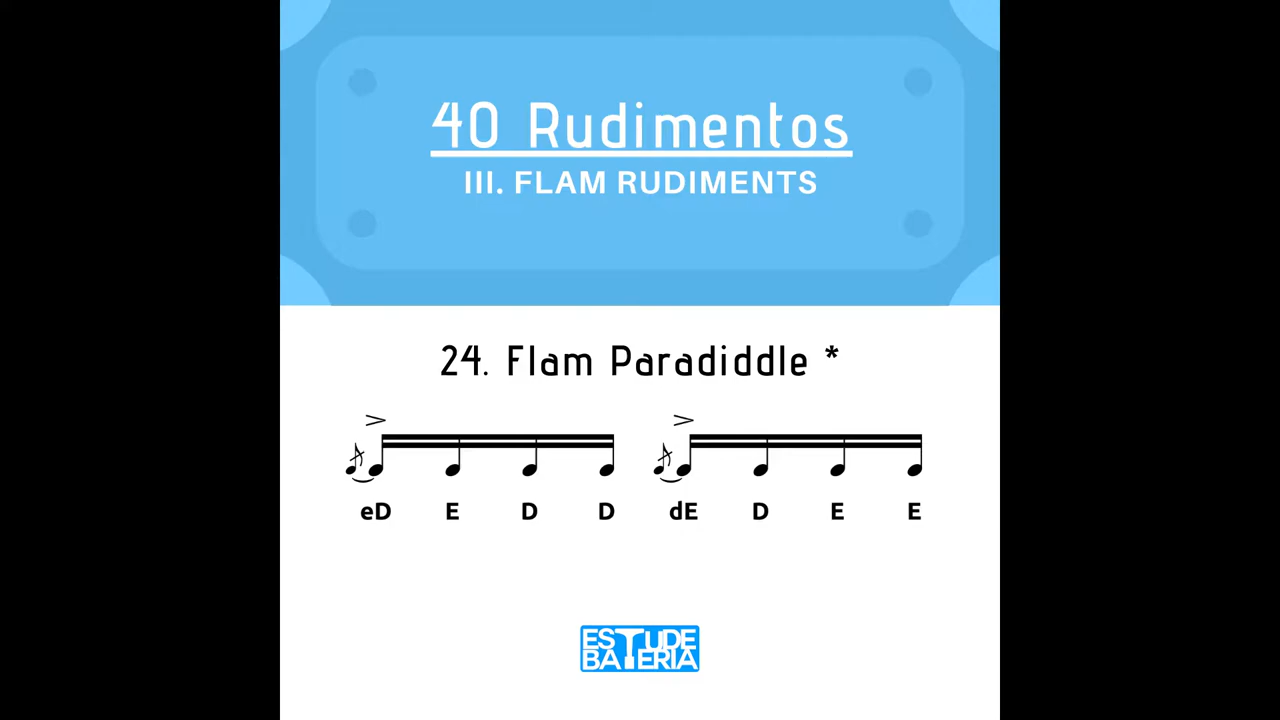 40 Rudimentos
III. FLAM RUDIMENTS
24. Flam Paradiddle *
eD E D D dE D E E
ESTUDE
BATERIA